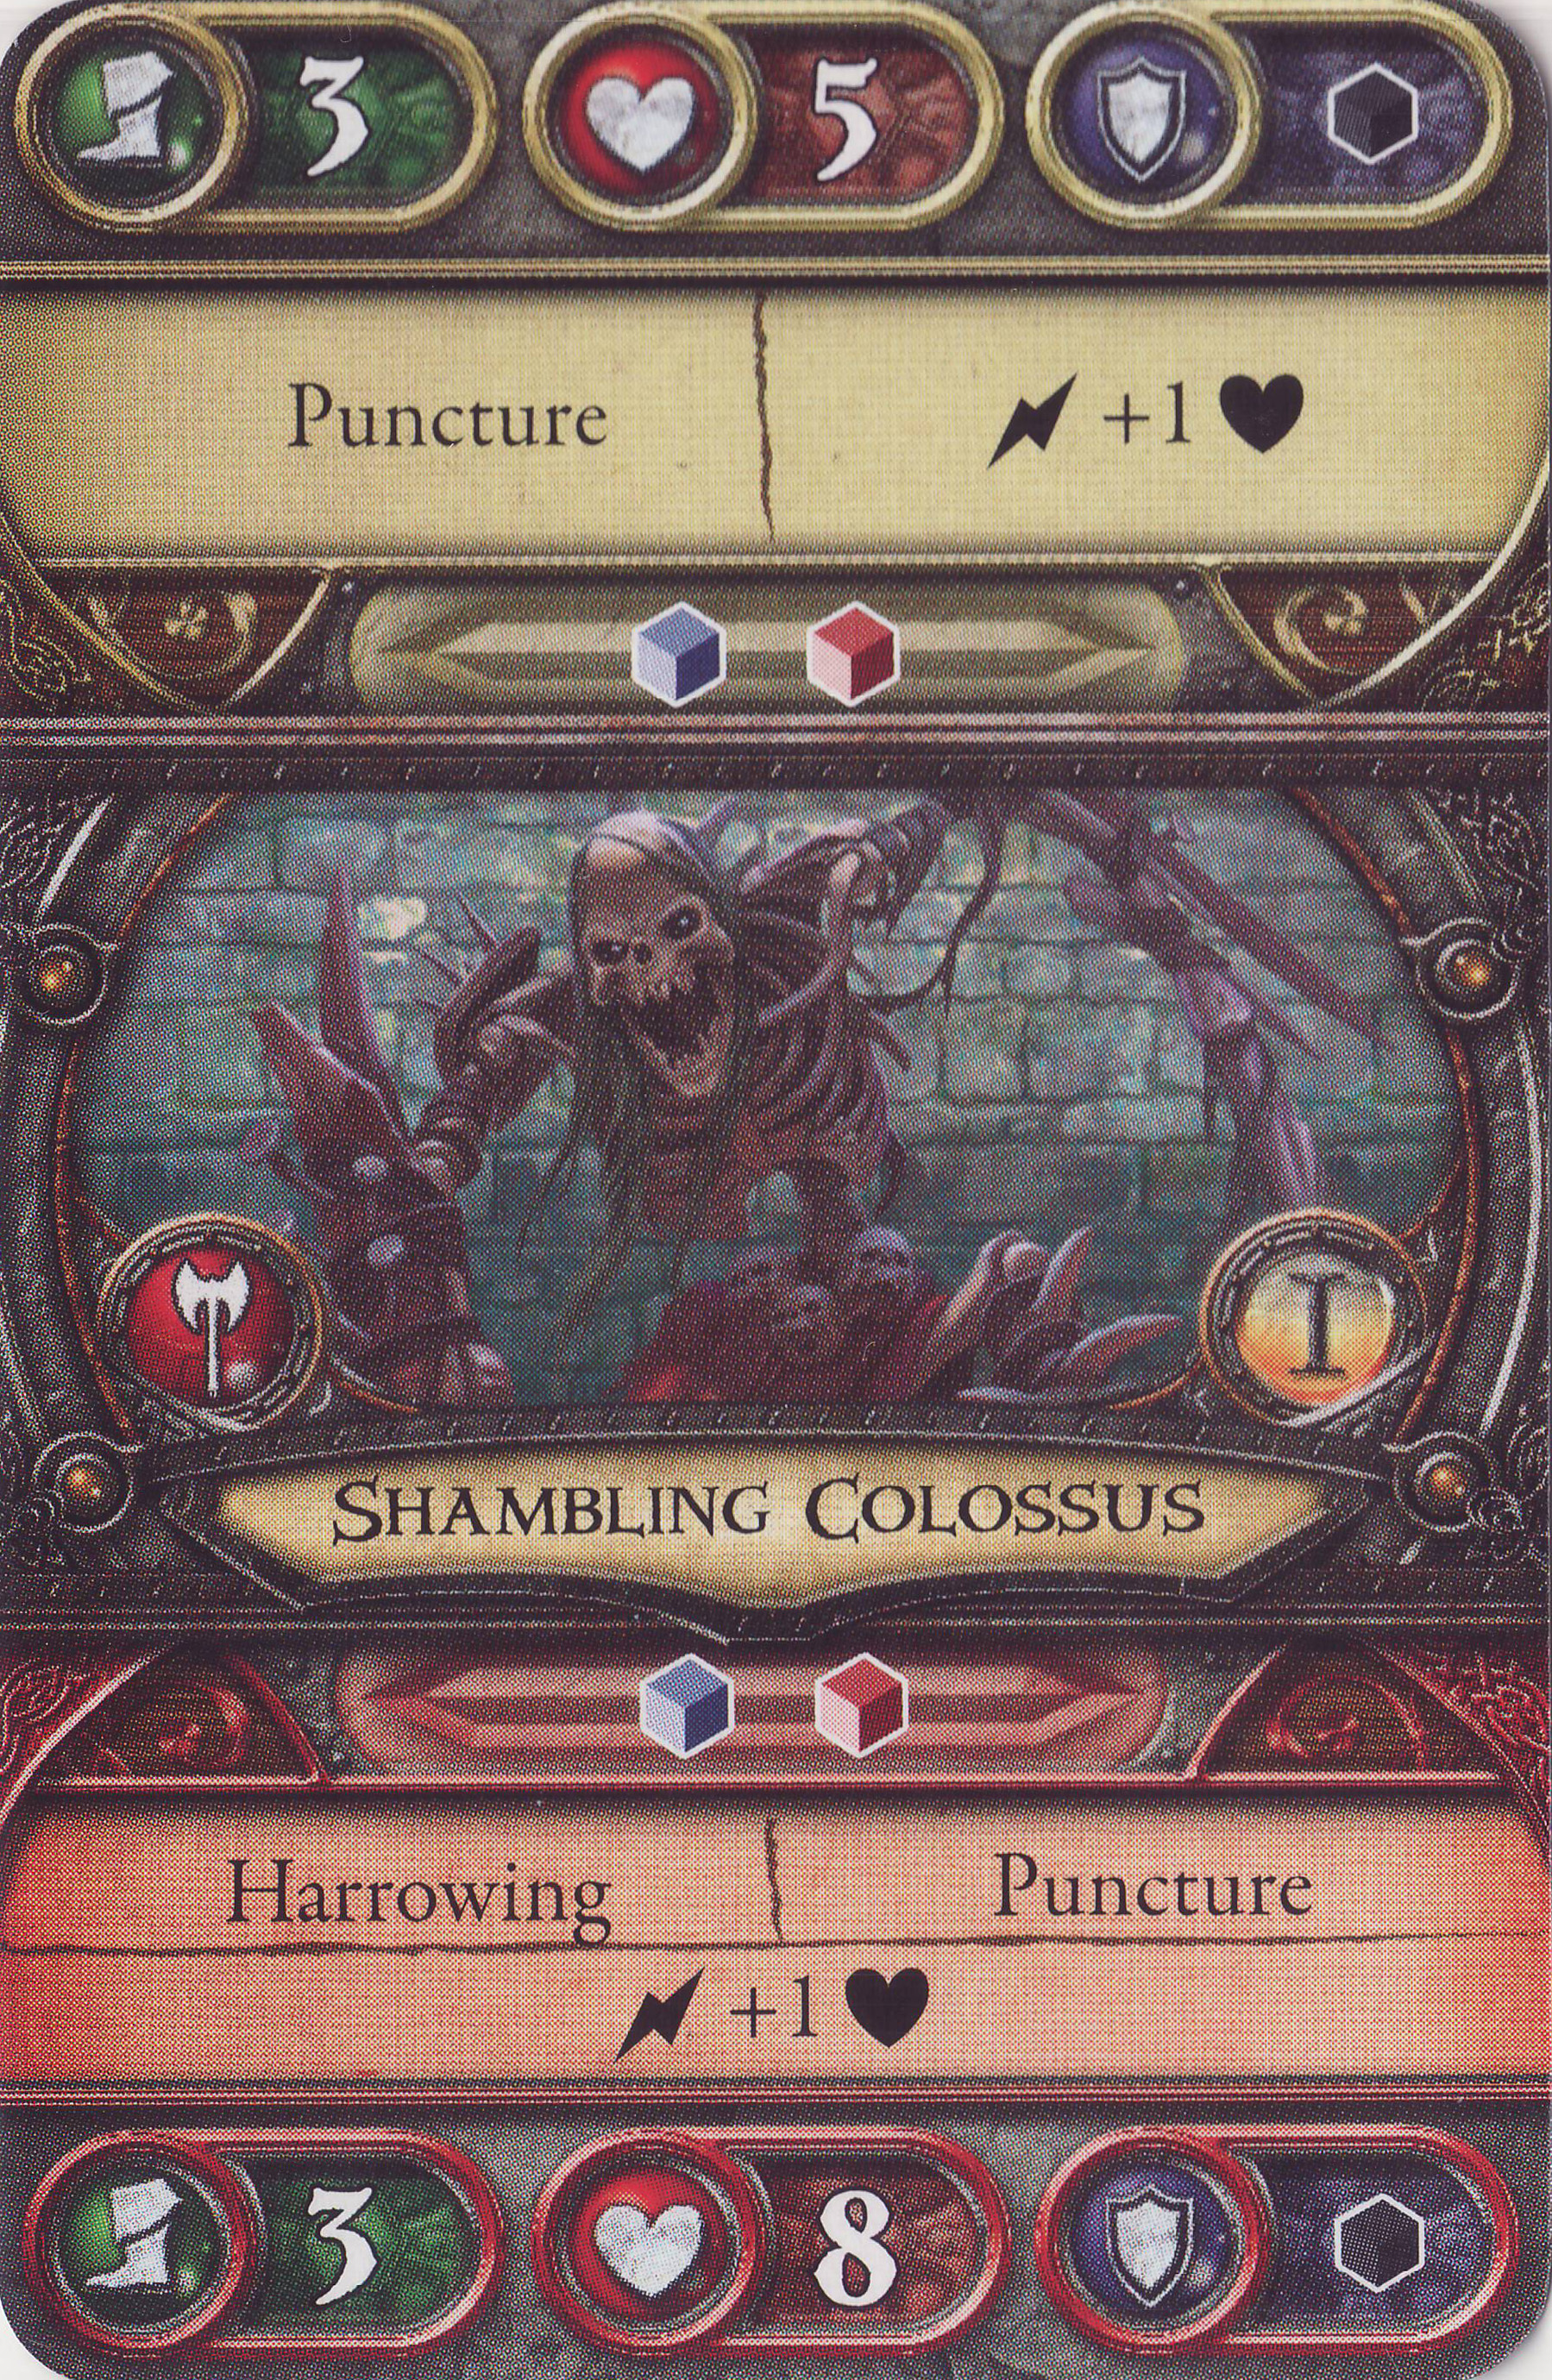 3 5
Puncture +1
I
SHAMBLING COLOSSUS
Harrowing Puncture
+1
3 8